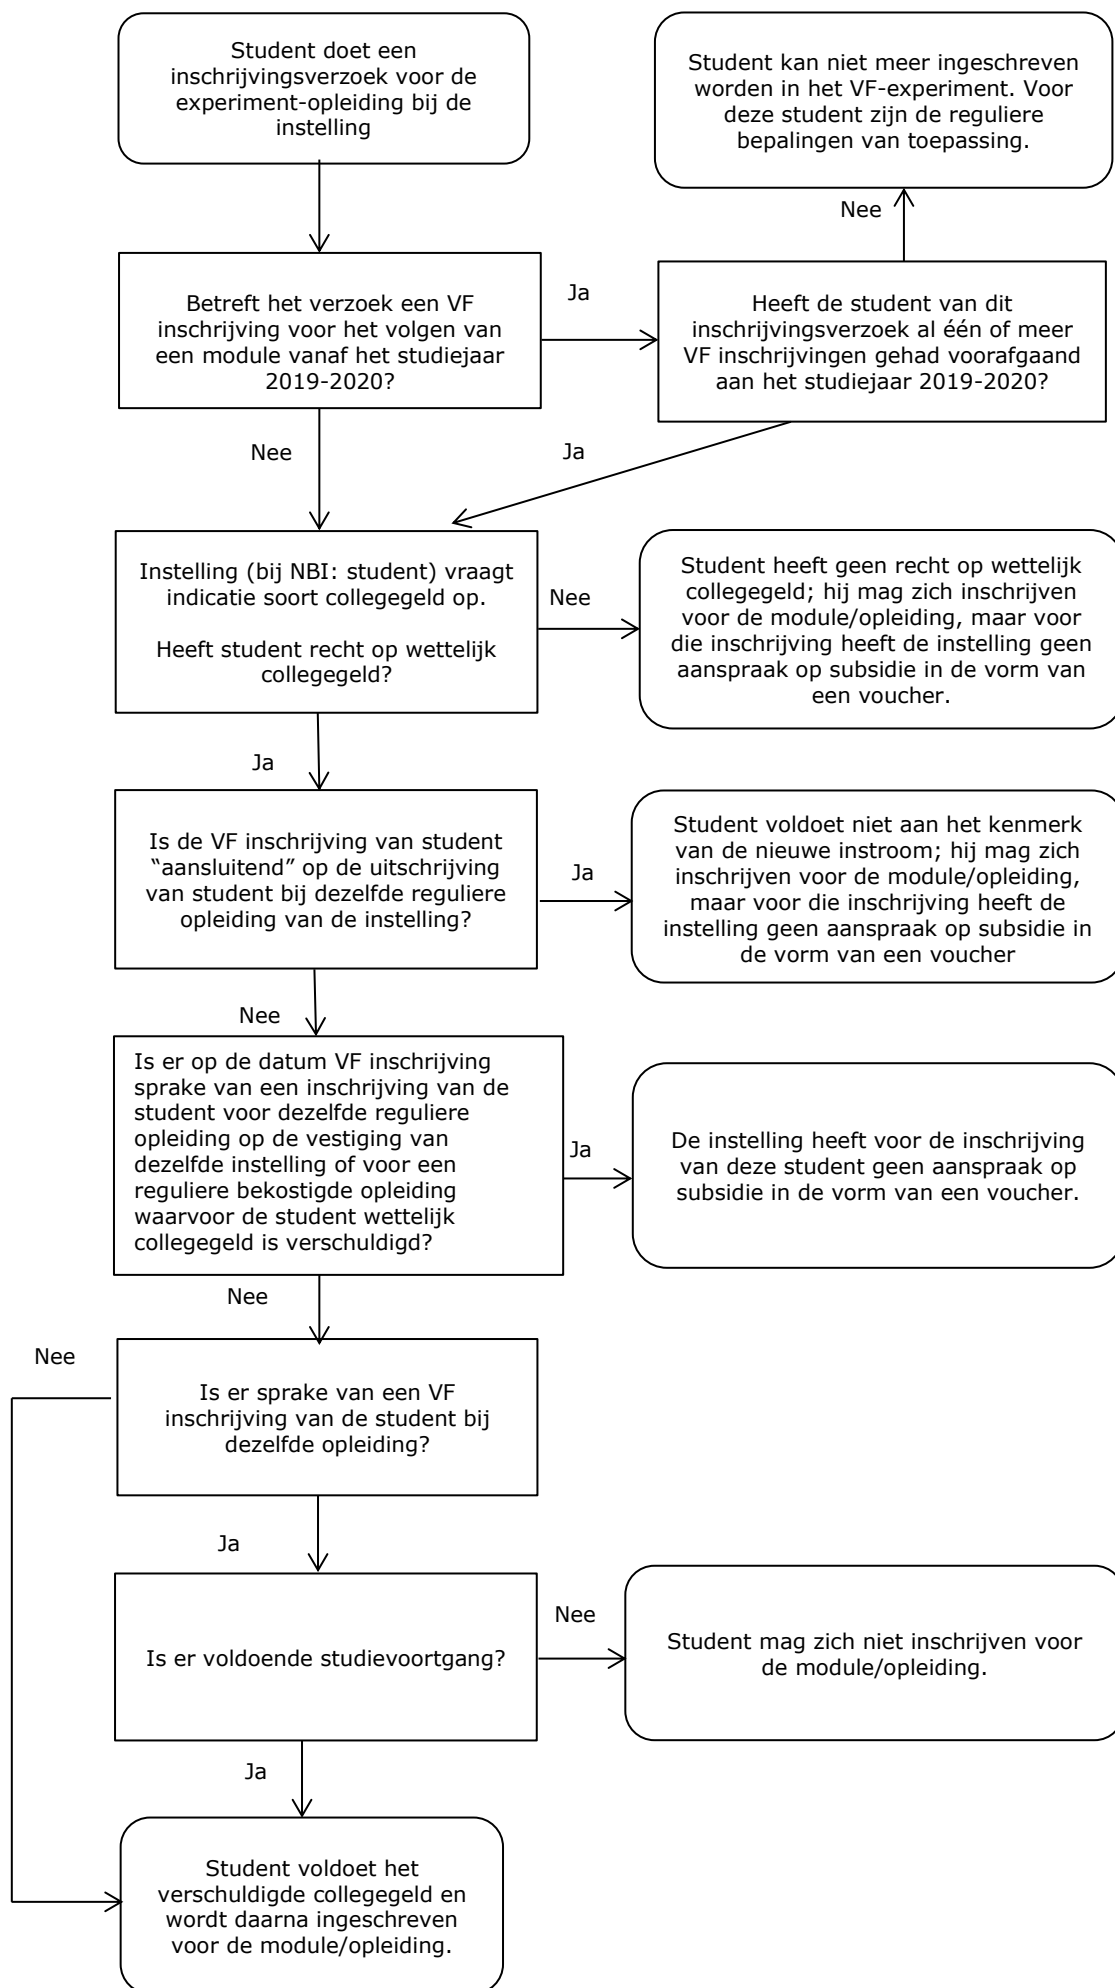 Student doet een
inschrijvingsverzoek voor de
experiment-opleiding bij de
instelling
Student kan niet meer ingeschreven
worden in het VF-experiment. Voor
deze student zijn de reguliere
bepalingen van toepassing.
Nee
Betreft het verzoek een VF
inschrijving voor het volgen van
een module vanaf het studiejaar
2019-2020?
Ja
Heeft de student van dit
inschrijvingsverzoek al één of meer
VF inschrijvingen gehad voorafgaand
aan het studiejaar 2019-2020?
Nee
Ja
Instelling (bij NBI: student) vraagt
indicatie soort collegegeld op.
Heeft student recht op wettelijk
collegegeld?
Nee
Student heeft geen recht op wettelijk
collegegeld; hij mag zich inschrijven
voor de module/opleiding, maar voor
die inschrijving heeft de instelling geen
aanspraak op subsidie in de vorm van
een voucher.
Ja
Is de VF inschrijving van student
“aansluitend” op de uitschrijving
van student bij dezelfde reguliere
opleiding van de instelling?
Ja
Student voldoet niet aan het kenmerk
van de nieuwe instroom; hij mag zich
inschrijven voor de module/opleiding,
maar voor die inschrijving heeft de
instelling geen aanspraak op subsidie in
de vorm van een voucher
Nee
Is er op de datum VF inschrijving
sprake van een inschrijving van de
student voor dezelfde reguliere
opleiding op de vestiging van
dezelfde instelling of voor een
reguliere bekostigde opleiding
waarvoor de student wettelijk
collegegeld is verschuldigd?
Ja
De instelling heeft voor de inschrijving
van deze student geen aanspraak op
subsidie in de vorm van een voucher.
Nee
Nee
Is er sprake van een VF
inschrijving van de student bij
dezelfde opleiding?
Ja
Is er voldoende studievoortgang?
Nee
Student mag zich niet inschrijven voor
de module/opleiding.
Ja
Student voldoet het
verschuldigde collegegeld en
wordt daarna ingeschreven
voor de module/opleiding.